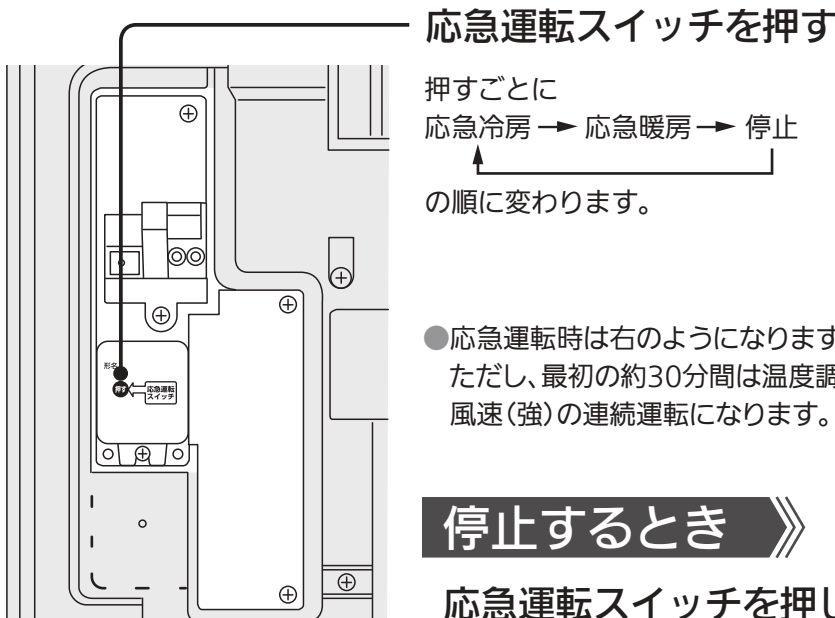 応急運転スイッチを押す
押すごとに
応急冷房 → 応急暖房 → 停止
の順に変わります。
●応急運転時は右のようになります
ただし、最初の約30分間は温度調
風速(強)の連続運転になります。
形名
押す
応急運転
スイッチ
停止するとき
応急運転スイッチを押し